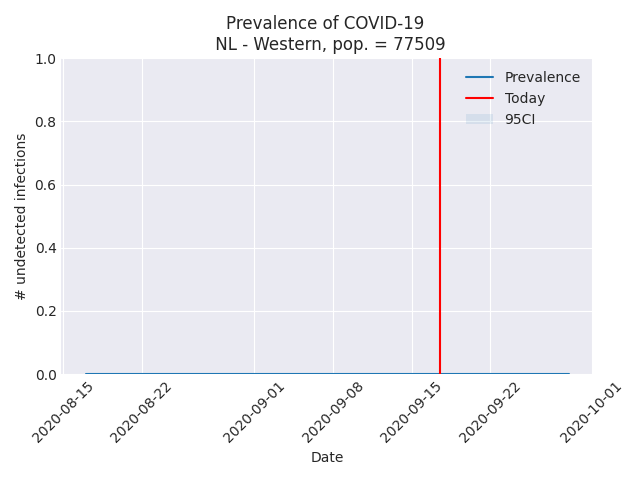 Prevalence of COVID-19
NL - Western, pop. = 77509
1.0
0.8
0.6
0.4
0.2
0.0
# undetected infections
Prevalence
Today
95CI
2020-08-15
2020-08-22
2020-09-01
2020-09-08
2020-09-15
2020-09-22
2020-10-01
Date